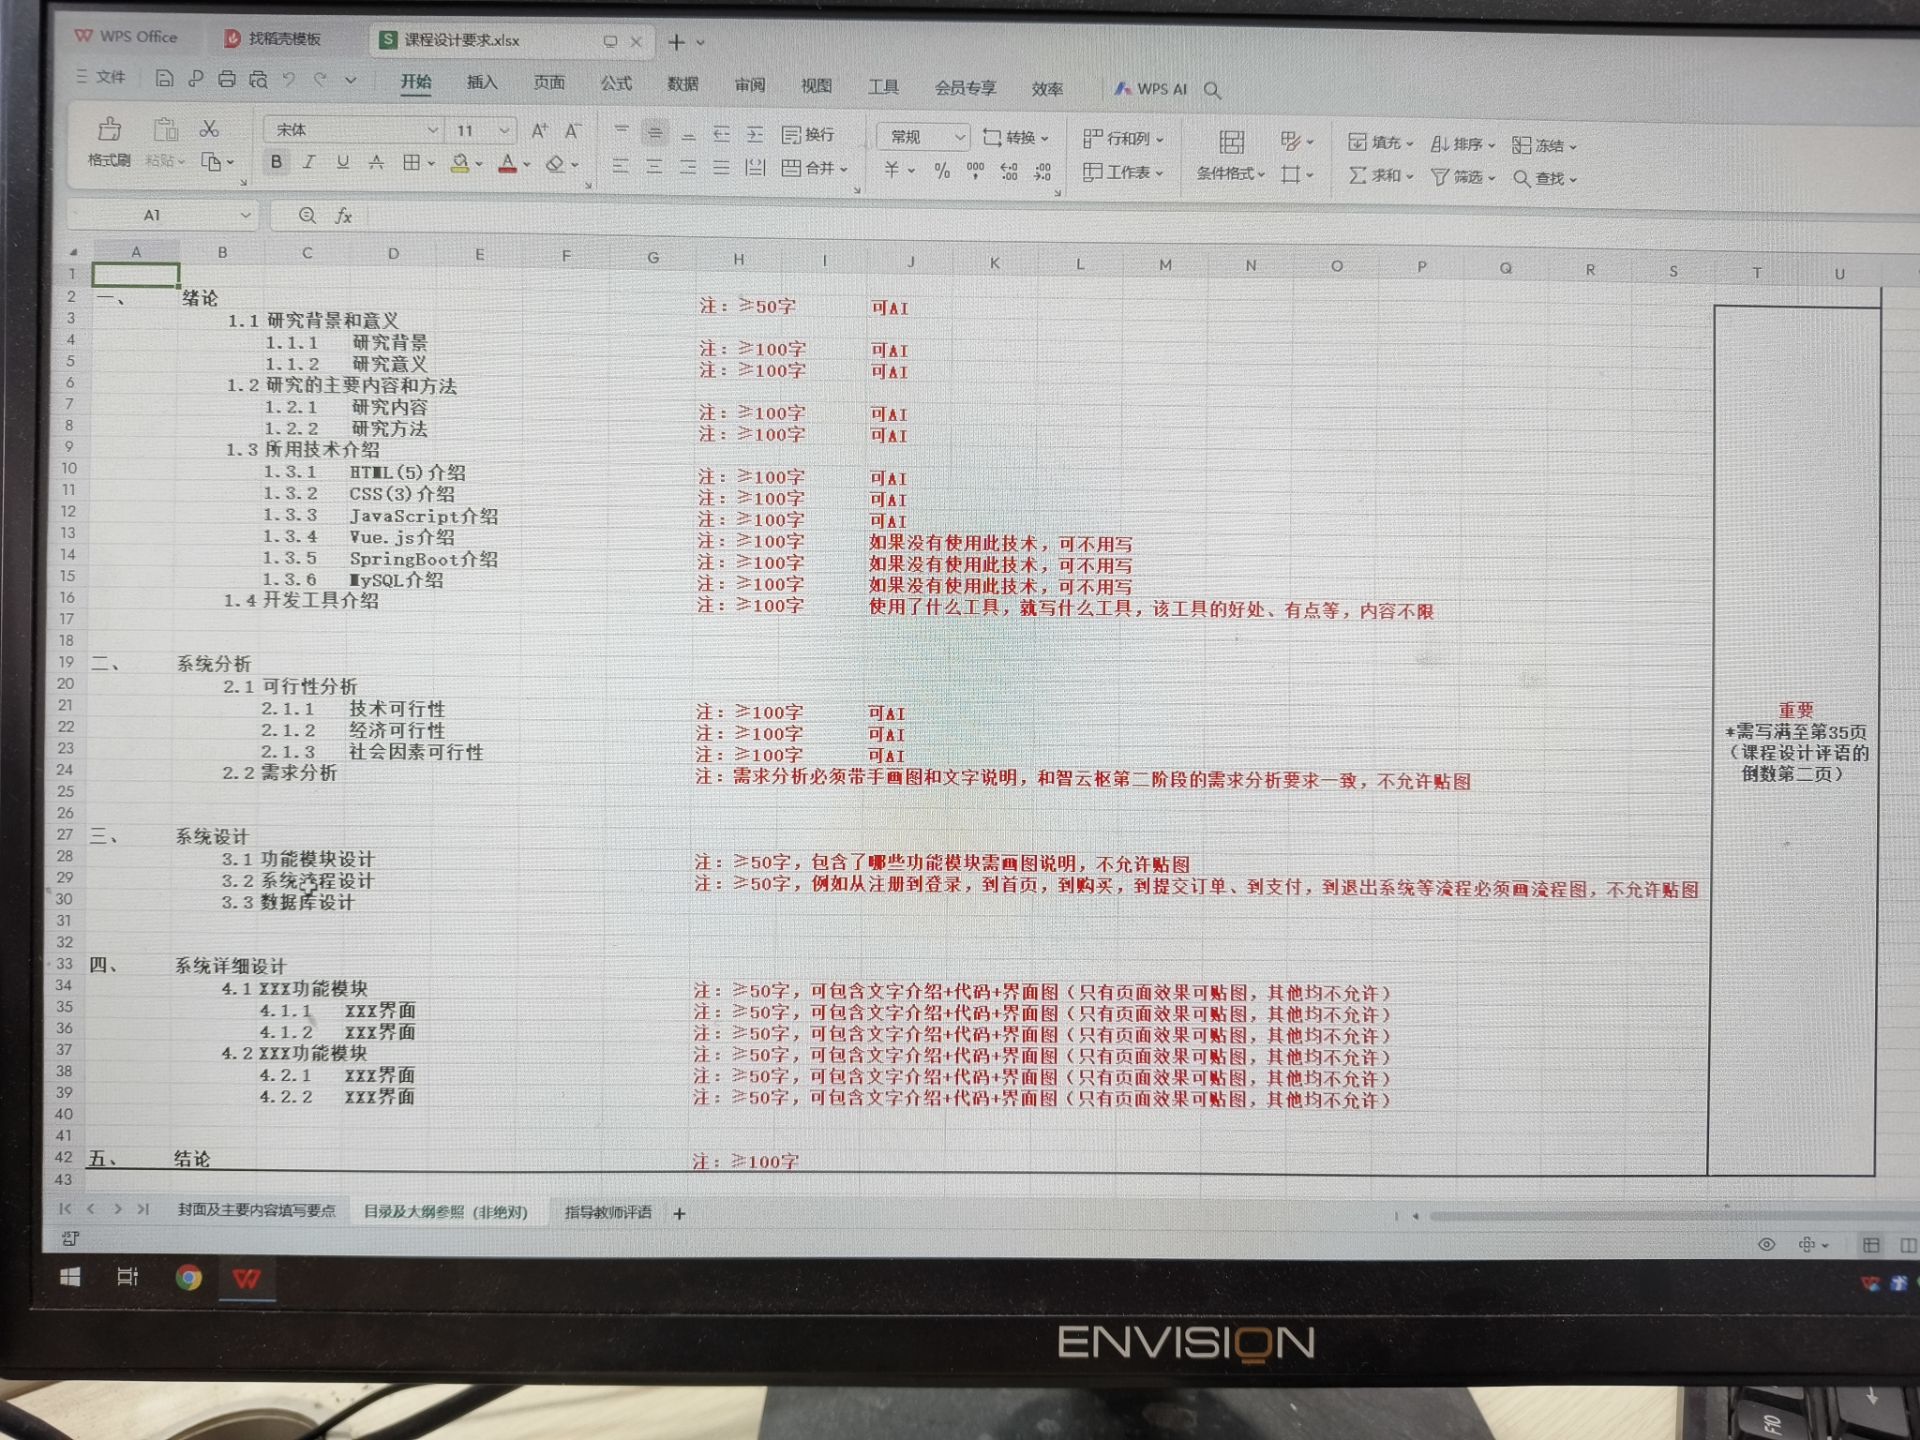 WPS Office 找稻壳模板 S 课程设计要求.xlsx
文件 开始 插入 页面 公式 数据 审阅 视图 工具 会员专享 效率 WPS AI
宋体 11 A+ A- 换行 常规 转换 行和列 填充 排序 冻结
格式刷 粘贴 B I U A 合并 ¥ % 000 工作表 条件格式 求和 筛选 查找
A1 fx
A B C D E F G H I J K L M N O P Q R S T U
1
2 一、 绪论 注：≥50字 可AI
3 1.1 研究背景和意义
4 1.1.1 研究背景 注：≥100字 可AI
5 1.1.2 研究意义 注：≥100字 可AI
6 1.2 研究的主要内容和方法
7 1.2.1 研究内容 注：≥100字 可AI
8 1.2.2 研究方法 注：≥100字 可AI
9 1.3 所用技术介绍
10 1.3.1 HTML(5)介绍 注：≥100字 可AI
11 1.3.2 CSS(3)介绍 注：≥100字 可AI
12 1.3.3 JavaScript介绍 注：≥100字 可AI
13 1.3.4 Vue.js介绍 注：≥100字 如果没有使用此技术，可不用写
14 1.3.5 SpringBoot介绍 注：≥100字 如果没有使用此技术，可不用写
15 1.3.6 MySQL介绍 注：≥100字 如果没有使用此技术，可不用写
16 1.4 开发工具介绍 注：≥100字 使用了什么工具，就写什么工具，该工具的好处、有点等，内容不限
17
18
19 二、 系统分析
20 2.1 可行性分析
21 2.1.1 技术可行性 注：≥100字 可AI
22 2.1.2 经济可行性 注：≥100字 可AI
23 2.1.3 社会因素可行性 注：≥100字 可AI
24 2.2 需求分析 注：需求分析必须带手画图和文字说明，和智云枢第二阶段的需求分析要求一致，不允许贴图
25
26
27 三、 系统设计
28 3.1 功能模块设计 注：≥50字，包含了哪些功能模块需画图说明，不允许贴图
29 3.2 系统流程设计 注：≥50字，例如从注册到登录，到首页，到购买，到提交订单、到支付，到退出系统等流程必须画流程图，不允许贴图
30 3.3 数据库设计
31
32
33 四、 系统详细设计
34 4.1 XXX功能模块 注：≥50字，可包含文字介绍+代码+界面图（只有页面效果可贴图，其他均不允许）
35 4.1.1 XXX界面 注：≥50字，可包含文字介绍+代码+界面图（只有页面效果可贴图，其他均不允许）
36 4.1.2 XXX界面 注：≥50字，可包含文字介绍+代码+界面图（只有页面效果可贴图，其他均不允许）
37 4.2 XXX功能模块 注：≥50字，可包含文字介绍+代码+界面图（只有页面效果可贴图，其他均不允许）
38 4.2.1 XXX界面 注：≥50字，可包含文字介绍+代码+界面图（只有页面效果可贴图，其他均不允许）
39 4.2.2 XXX界面 注：≥50字，可包含文字介绍+代码+界面图（只有页面效果可贴图，其他均不允许）
40
41
42 五、 结论 注：≥100字
43
重要
*需写满至第35页
（课程设计评语的
倒数第二页）
封面及主要内容填写要点 目录及大纲参照（非绝对） 指导教师评语 +
ENVISION
F10